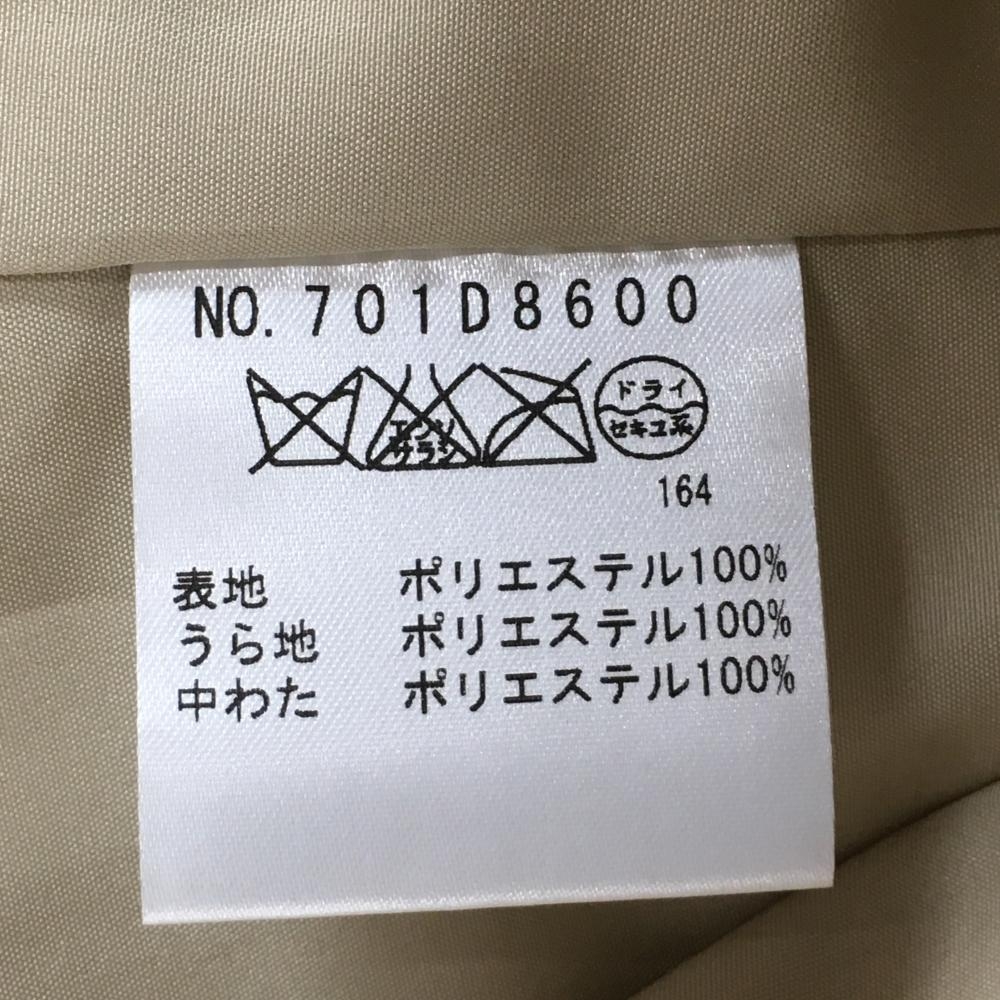 NO.701D8600
エンソ
サラシ
ドライ
セキユ系
164
表地 ポリエステル100%
うら地 ポリエステル100%
中わた ポリエステル100%